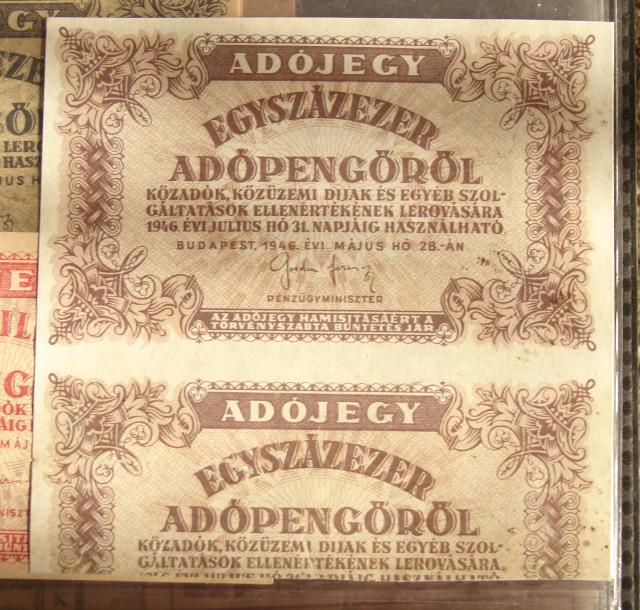 ADÓJEGY
EGYSZÁZEZER
ADÓPENGŐRŐL
KÖZADÓK, KÖZÜZEMI DIJAK ÉS EGYÉB SZOL-
GÁLTATÁSOK ELLENÉRTÉKÉNEK LEROVÁSÁRA
1946. ÉVI JULIUS HÓ 31. NAPJÁIG HASZNÁLHATÓ
BUDAPEST, 1946. ÉVI MÁJUS HÓ 28.-ÁN
PÉNZÜGYMINISZTER
AZ ADÓJEGY HAMISITÁSÁÉRT A
TÖRVÉNYSZABTA BÜNTETÉS JÁR
ADÓJEGY
EGYSZÁZEZER
ADÓPENGŐRŐL
KÖZADÓK, KÖZÜZEMI DIJAK ÉS EGYÉB SZOL-
GÁLTATÁSOK ELLENÉRTÉKÉNEK LEROVÁSÁRA